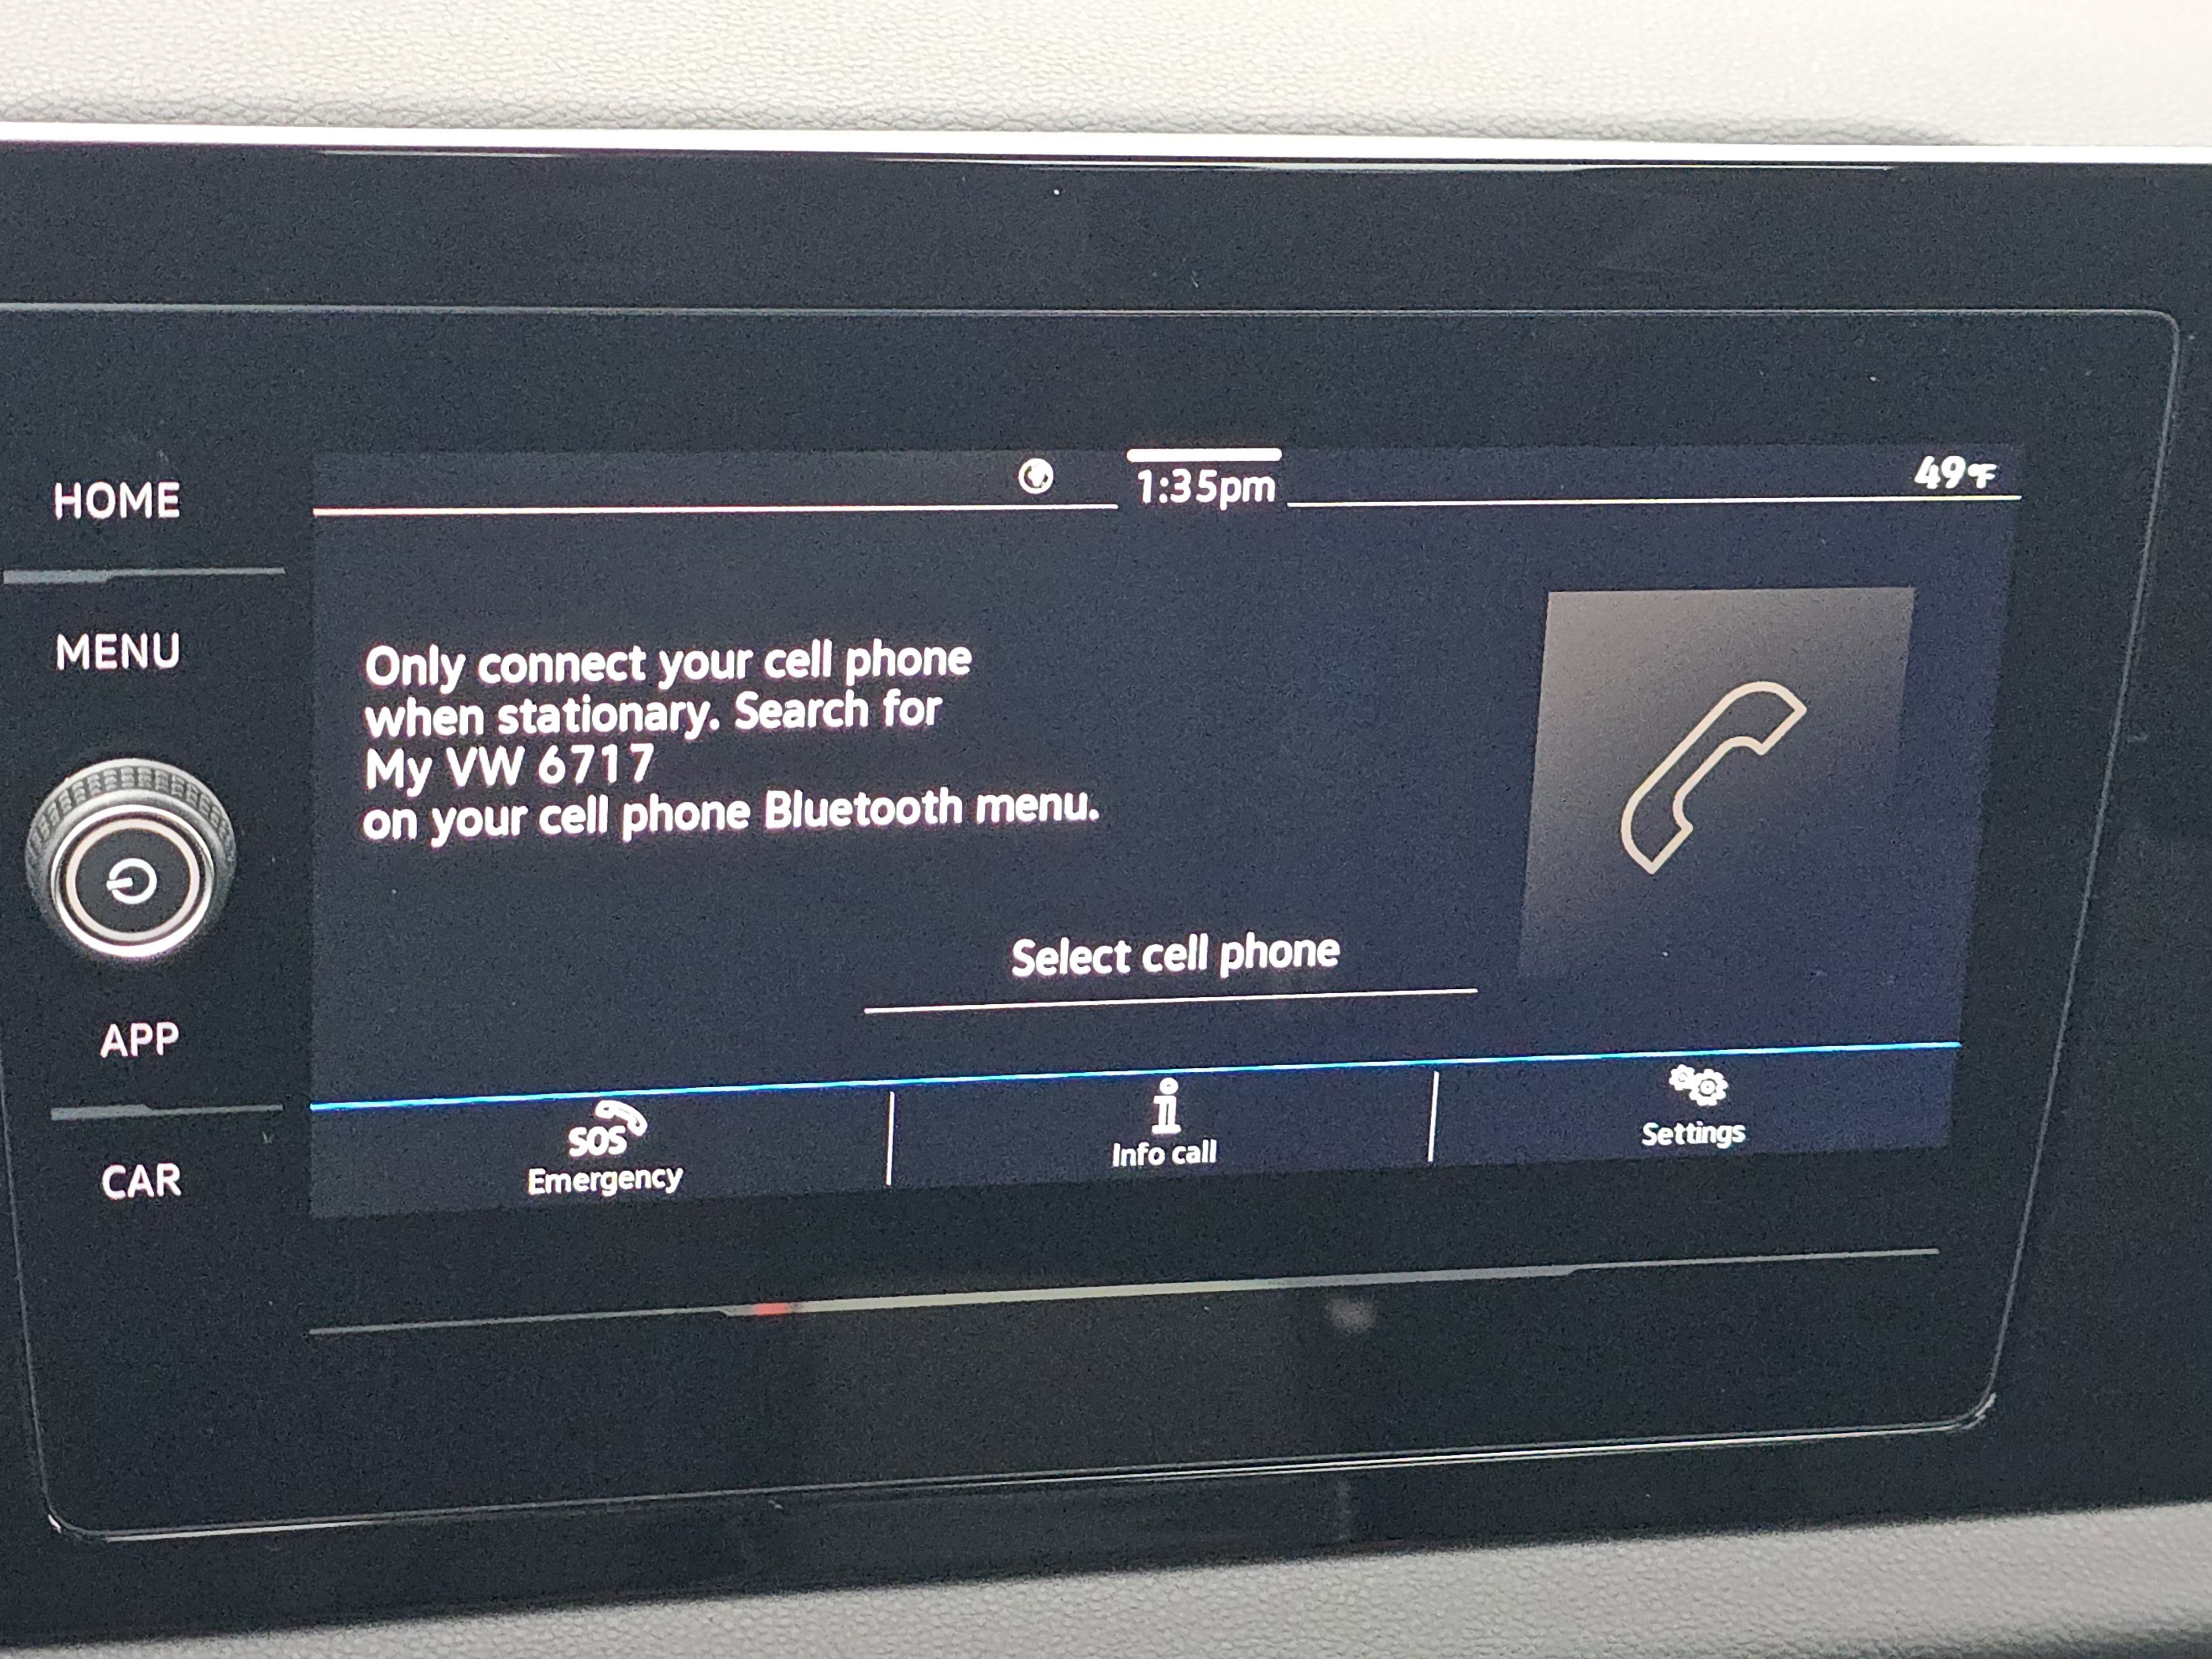 1:35pm
49°F
HOME
MENU
APP
CAR
Only connect your cell phone
when stationary. Search for
My VW 6717
on your cell phone Bluetooth menu.
Select cell phone
SOS
Emergency
Info call
Settings